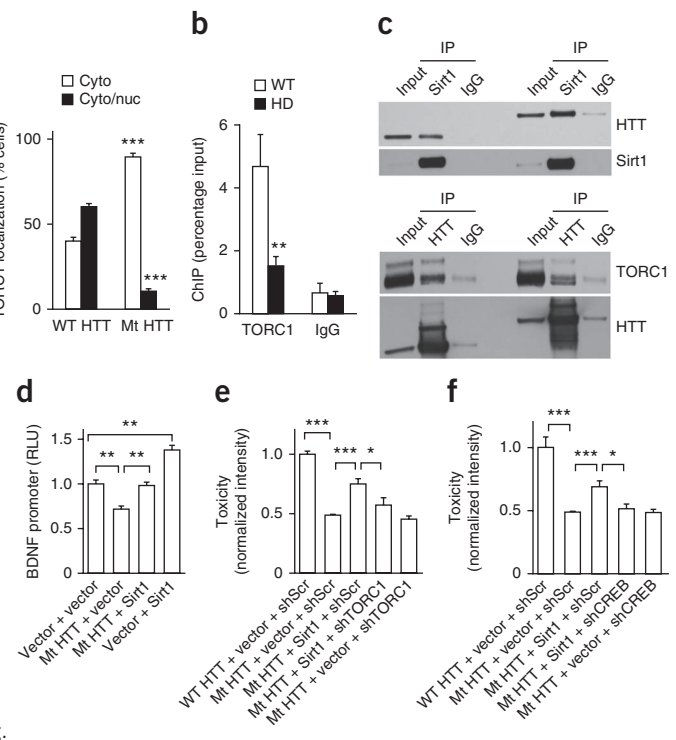 b
c
Cyto
Cyto/nuc
localization (% cells)
100
50
0
***
***
WT HTT
Mt HTT
WT
HD
ChIP (percentage input)
6
4
2
0
**
TORC1
IgG
IP
IP
Input
Sirt1
IgG
Input
Sirt1
IgG
HTT
Sirt1
IP
IP
Input
HTT
IgG
Input
HTT
IgG
TORC1
HTT
d
BDNF promoter (RLU)
1.5
1.0
0.5
0
**
**
**
Vector + vector
Mt HTT + vector
Mt HTT + Sirt1
Vector + Sirt1
e
Toxicity
(normalized intensity)
1.0
0.5
0
***
***
*
WT HTT + vector + shScr
Mt HTT + vector + shScr
Mt HTT + Sirt1 + shScr
Mt HTT + Sirt1 + shTORC1
Mt HTT + vector + shTORC1
f
Toxicity
(normalized intensity)
1.0
0.5
0
***
***
*
WT HTT + vector + shScr
Mt HTT + vector + shScr
Mt HTT + Sirt1 + shScr
Mt HTT + Sirt1 + shCREB
Mt HTT + vector + shCREB